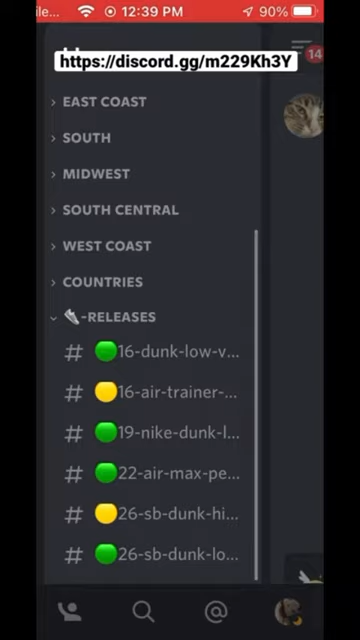 ile...
12:39 PM
90%
https://discord.gg/m229Kh3Y
14
EAST COAST
SOUTH
MIDWEST
SOUTH CENTRAL
WEST COAST
COUNTRIES
-RELEASES
# 16-dunk-low-v...
# 16-air-trainer-...
# 19-nike-dunk-l...
# 22-air-max-pe...
# 26-sb-dunk-hi...
# 26-sb-dunk-lo...